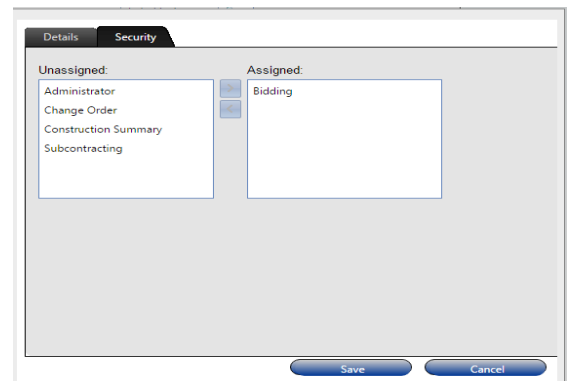 Details Security
Unassigned: Assigned:
Administrator Bidding
Change Order
Construction Summary
Subcontracting
Save Cancel